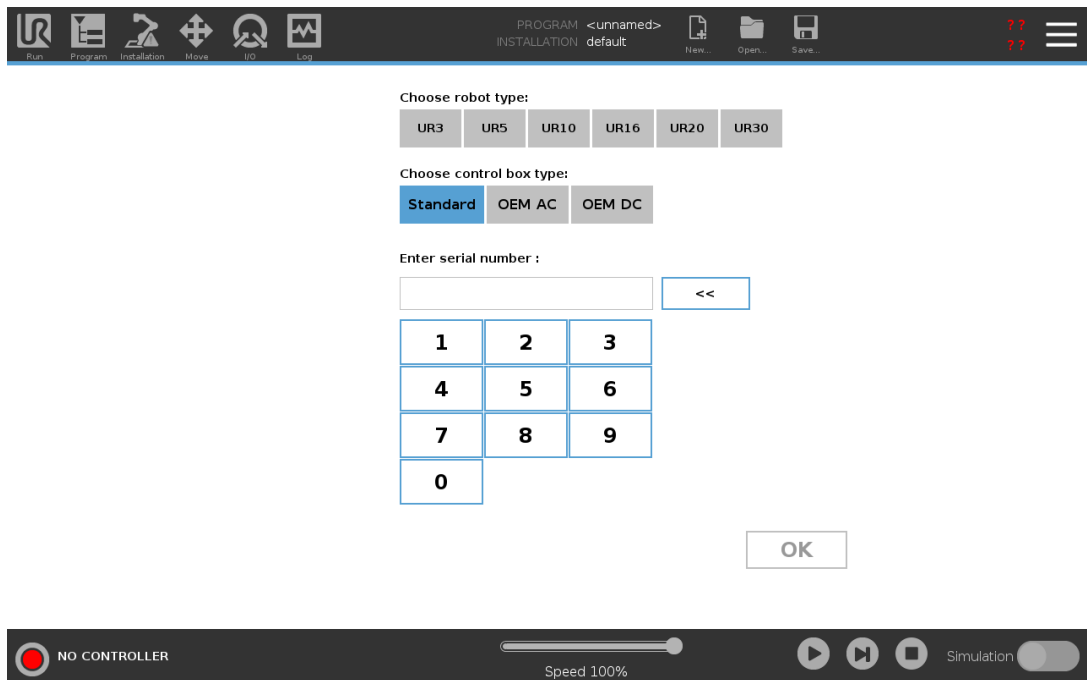 PROGRAM <unnamed>
INSTALLATION default
UR
Run
Program
Installation
Move
I/O
Log
New...
Open...
Save...
? ?
? ?
Choose robot type:
UR3 UR5 UR10 UR16 UR20 UR30
Choose control box type:
Standard OEM AC OEM DC
Enter serial number :
<<
1 2 3
4 5 6
7 8 9
0
OK
NO CONTROLLER
Speed 100%
Simulation